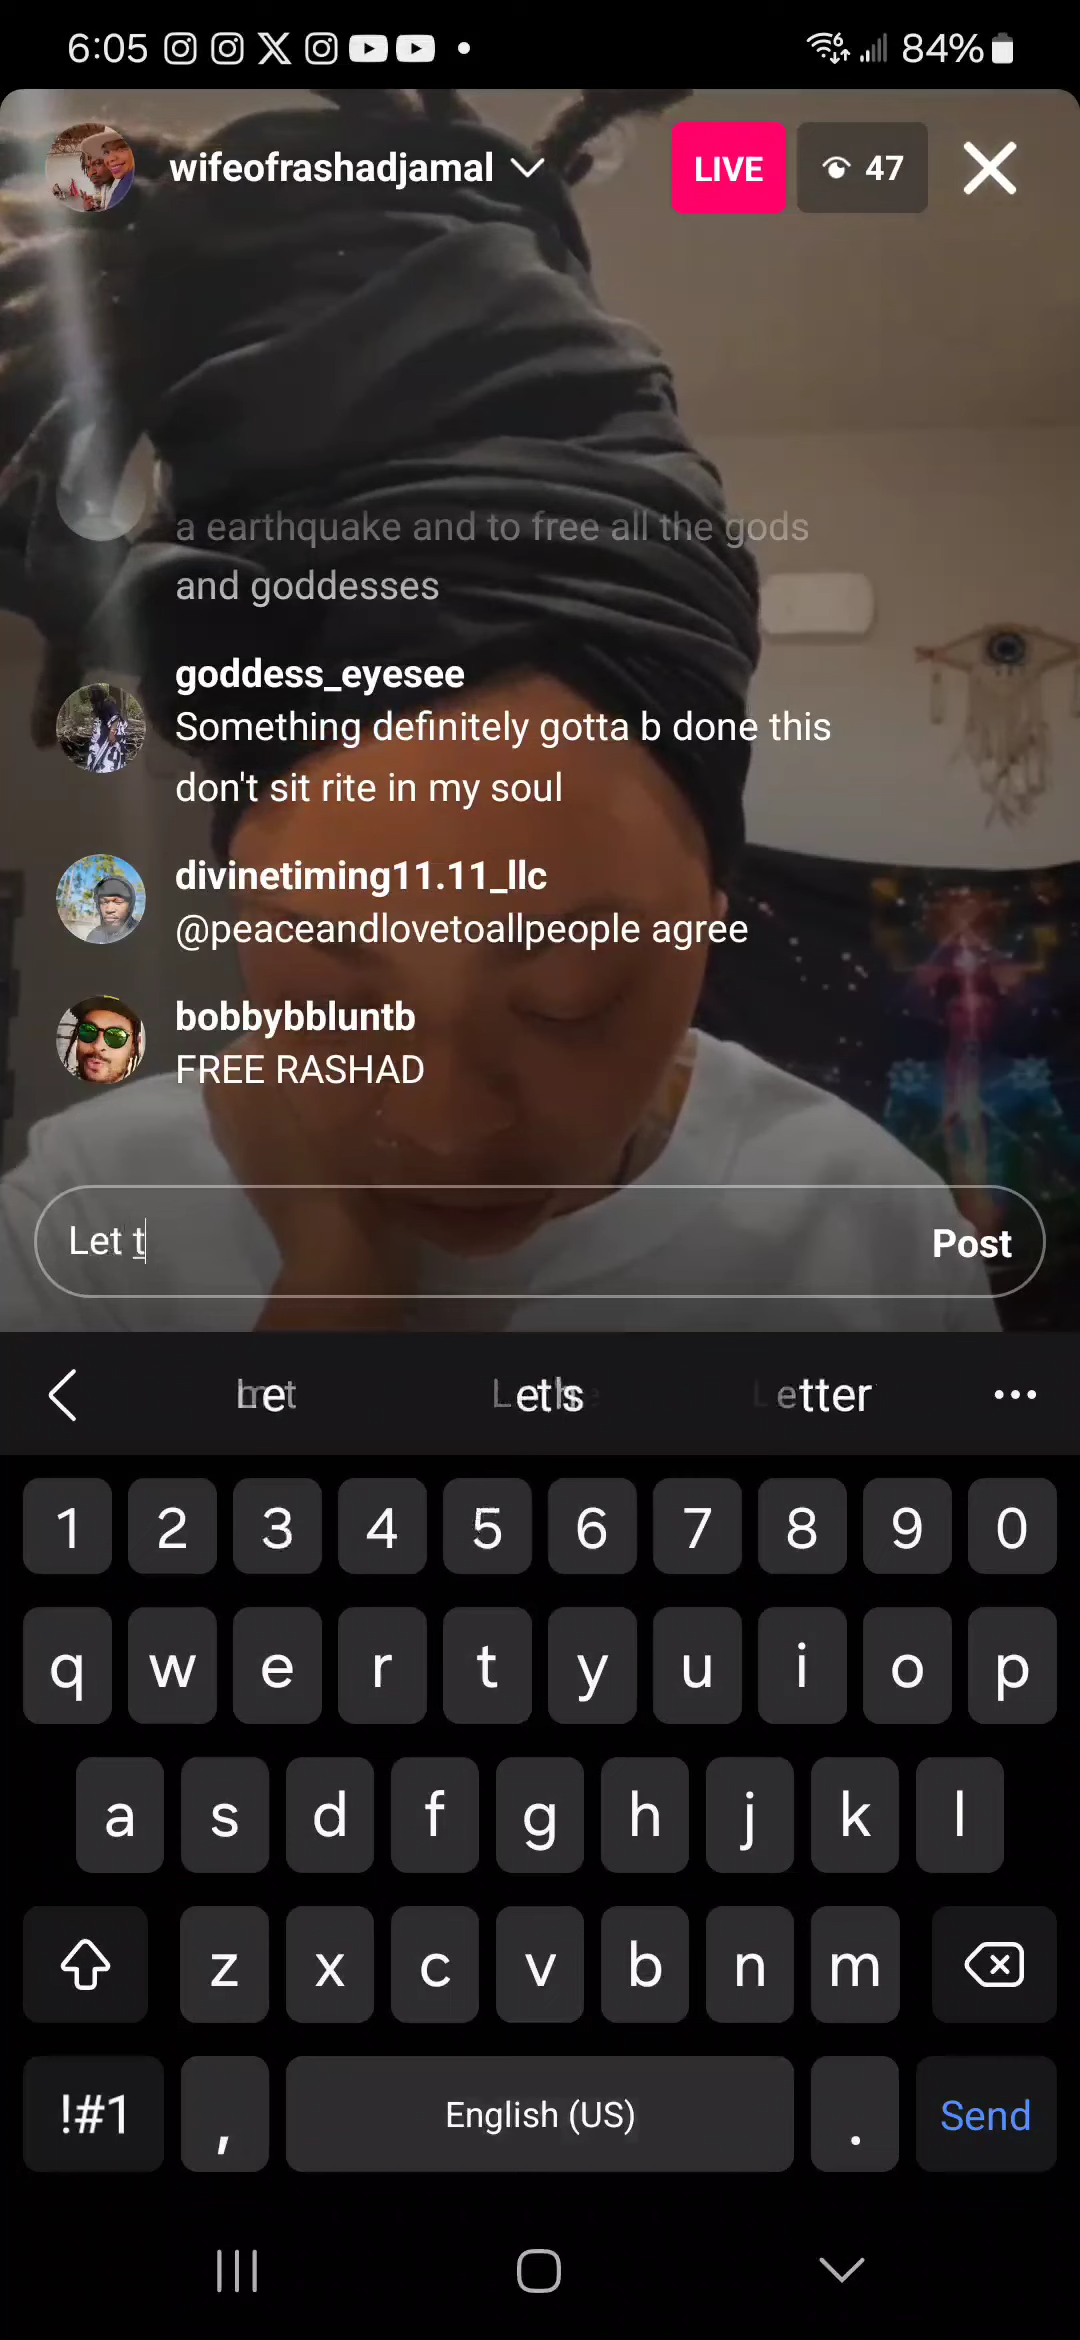 6:05 84%
wifeofrashadjamal LIVE 47
a earthquake and to free all the gods
and goddesses
goddess_eyesee
Something definitely gotta b done this
don't sit rite in my soul
divinetiming11.11_llc
@peaceandlovetoallpeople agree
bobbybbluntb
FREE RASHAD
Let t Post
1 2 3 4 5 6 7 8 9 0
q w e r t y u i o p
a s d f g h j k l
z x c v b n m
!#1 , English (US) . Send